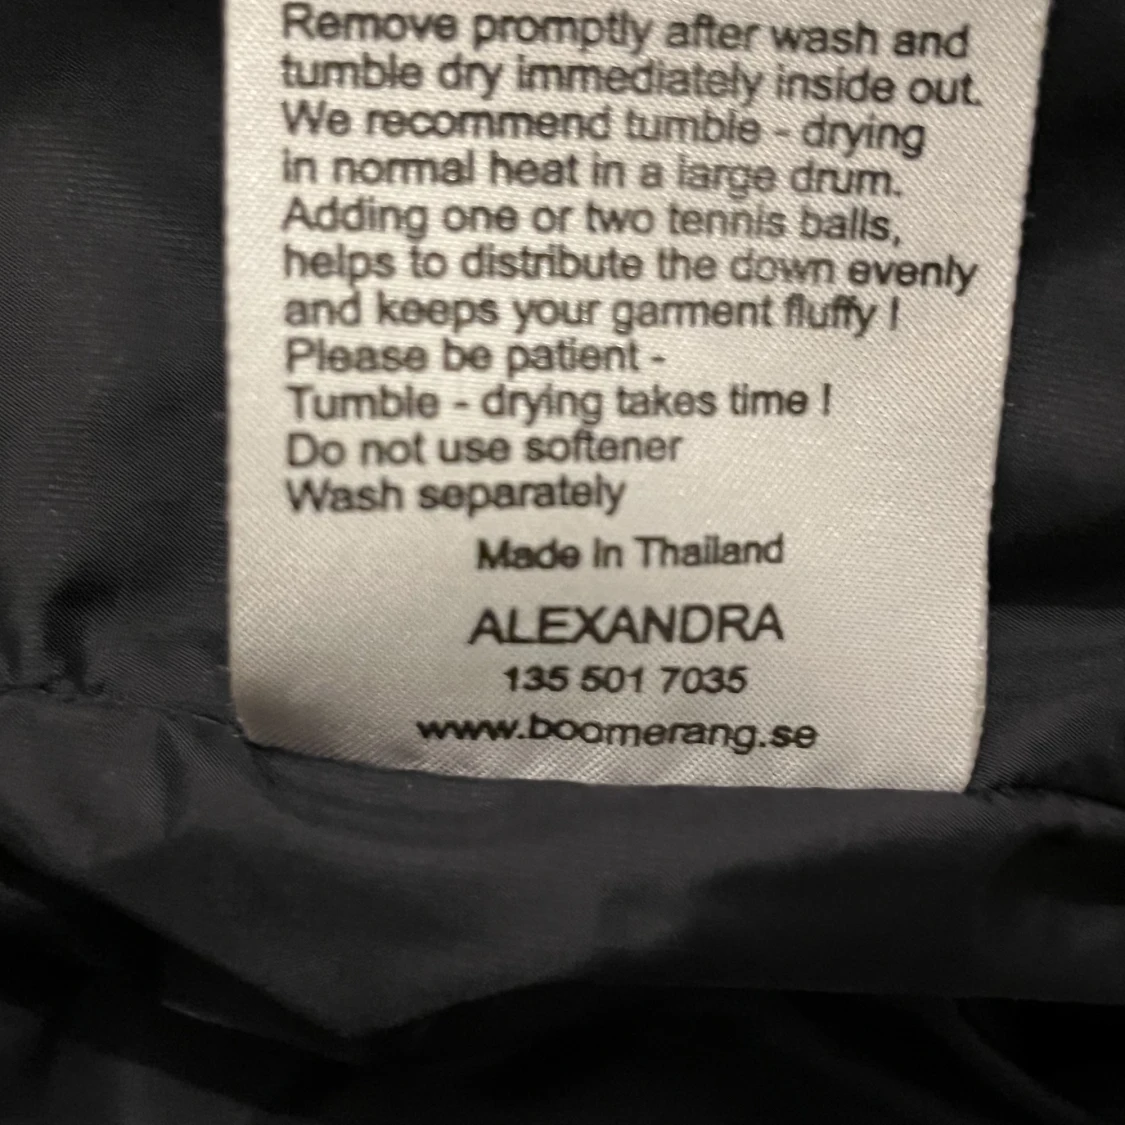 Remove promptly after wash and
tumble dry immediately inside out.
We recommend tumble - drying
in normal heat in a large drum.
Adding one or two tennis balls,
helps to distribute the down evenly
and keeps your garment fluffy !
Please be patient -
Tumble - drying takes time !
Do not use softener
Wash separately
Made in Thailand
ALEXANDRA
135 501 7035
www.boomerang.se